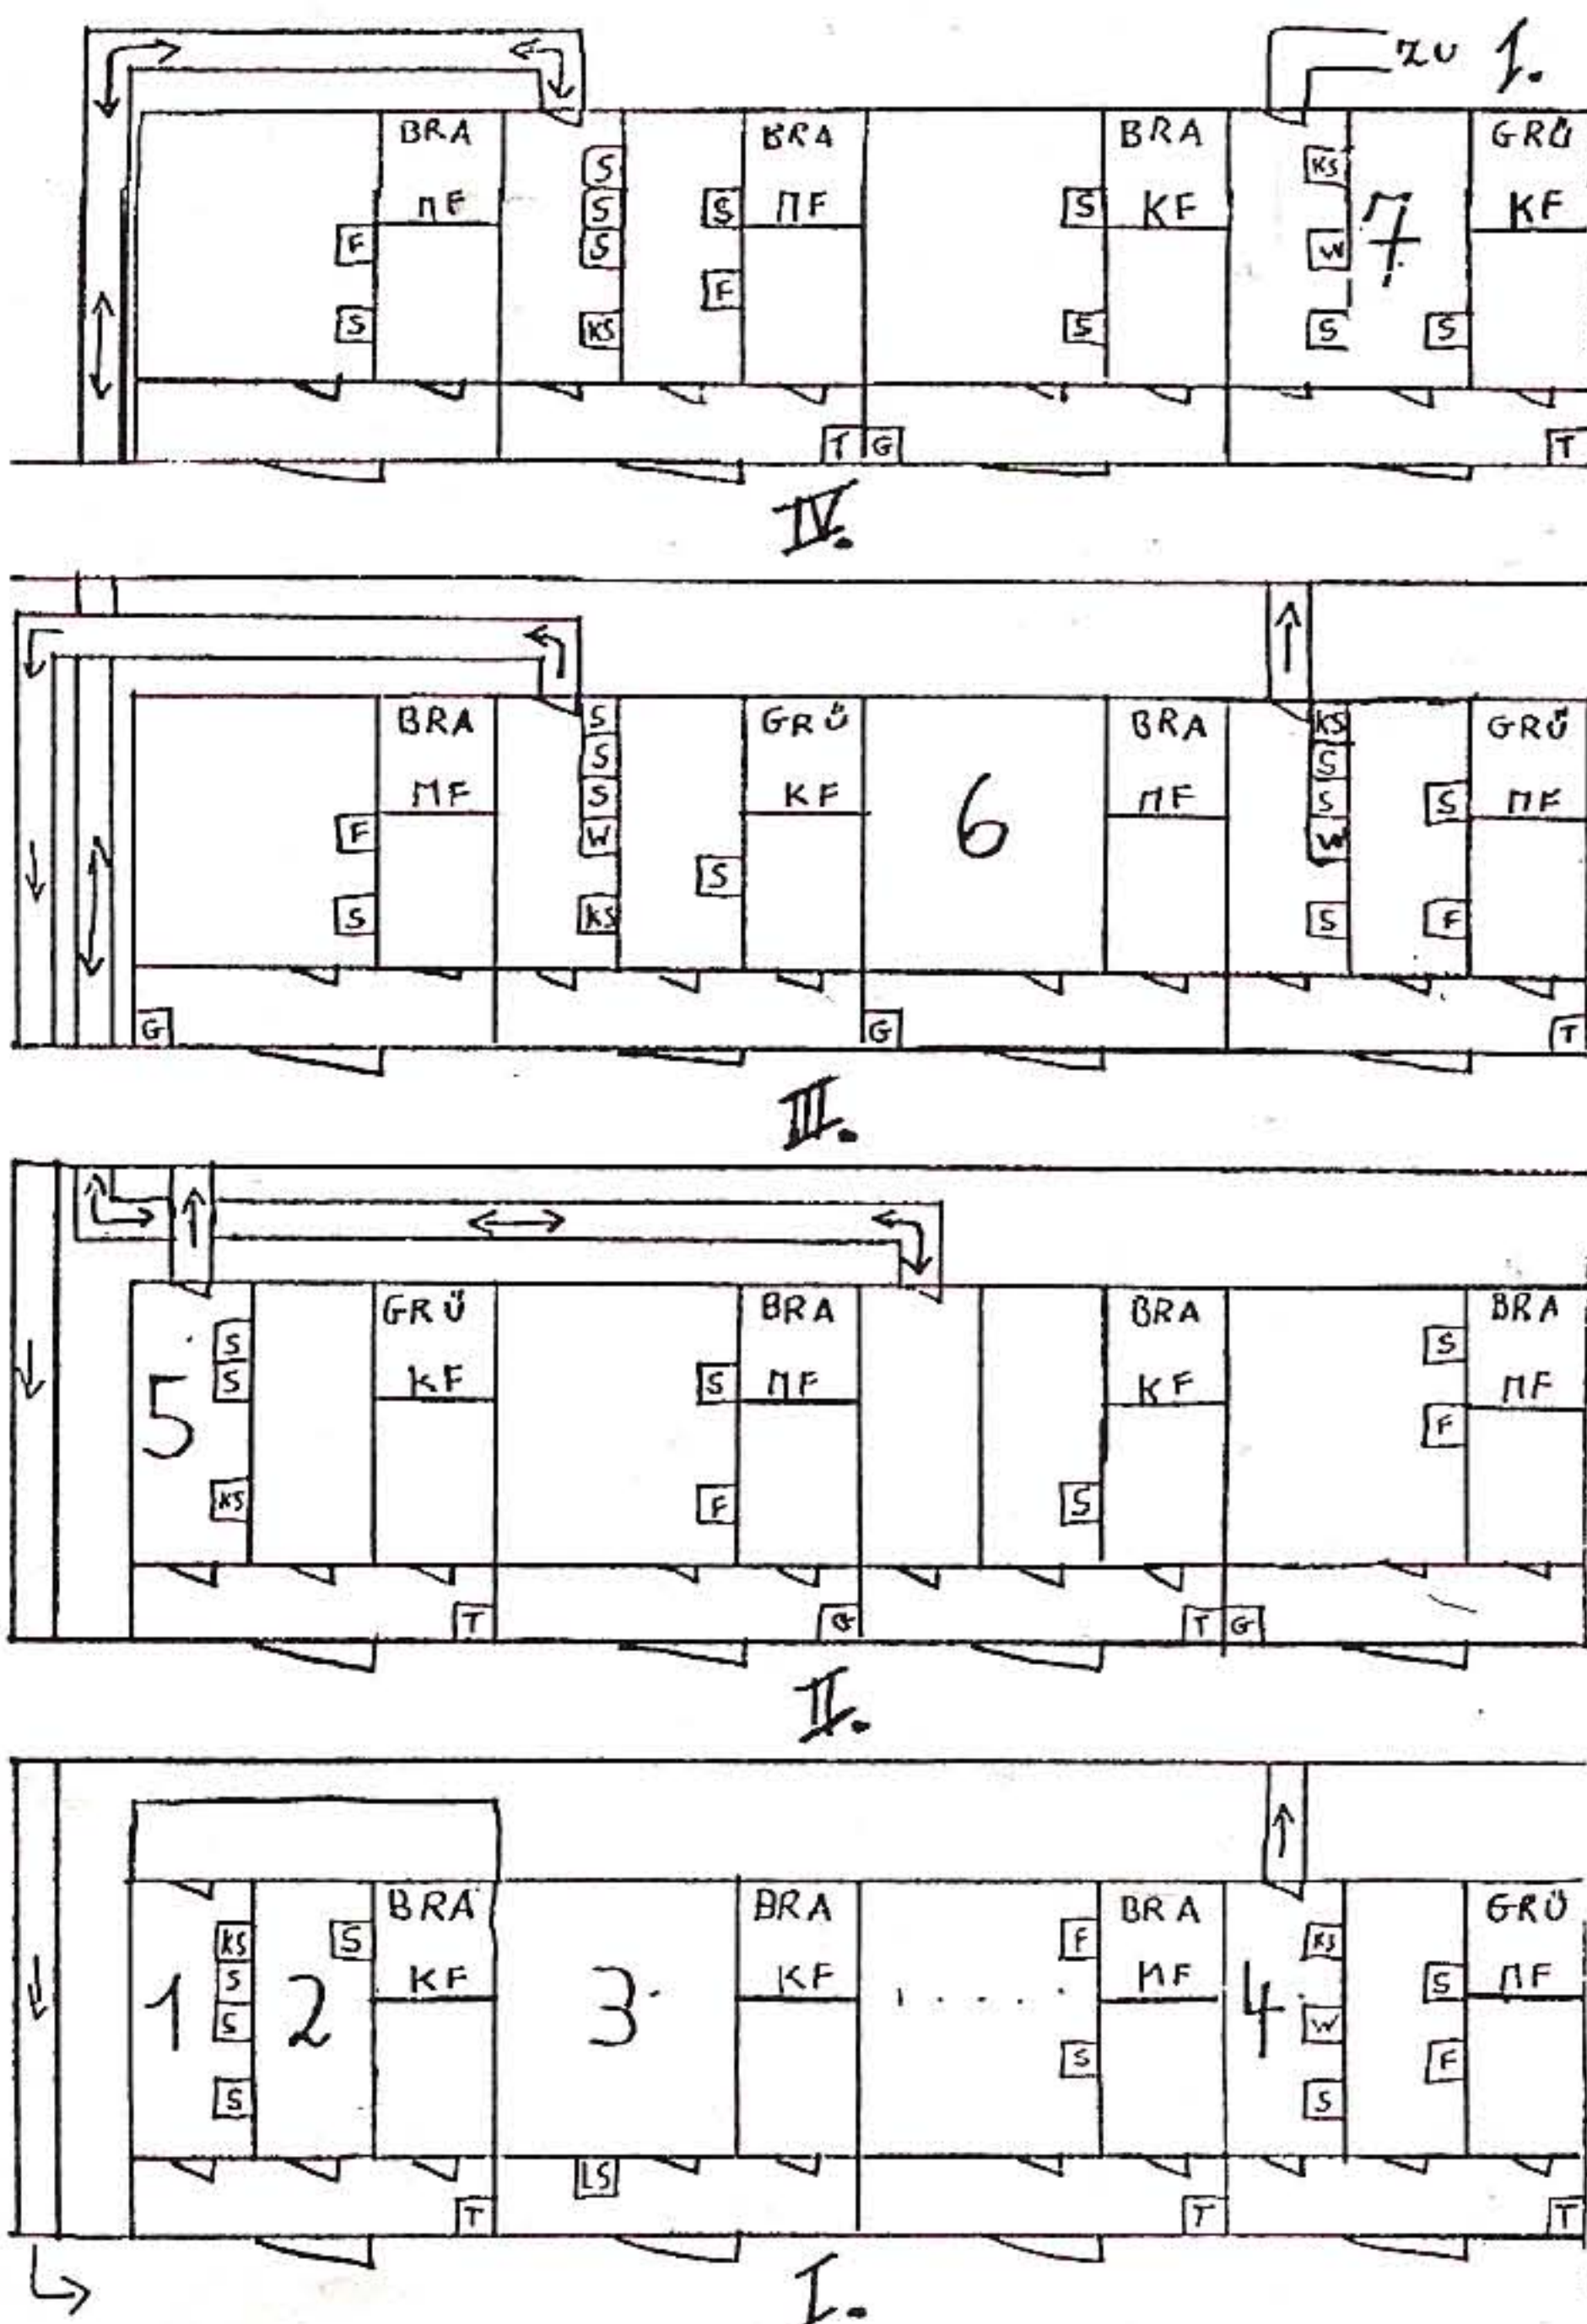 zu I.
BRA BRA BRA GRÜ
S KS
S S S MF S KF W 7 KF
MF F S F
S KS S S S
T G T
IV.
BRA S GRÜ BRA KS GRÜ
S S
MF S KF 6 MF S S MF
F W W
S KS S S F
G G T
III.
GRÜ BRA BRA BRA
S S
5 S KF S MF KF F MF
KS F S
T G T G
II.
BRA BRA BRA GRÜ
KS S F KS
1 S 2 KF 3 KF MF 4 S MF
S W
S S F
S
LS
T T T
I.